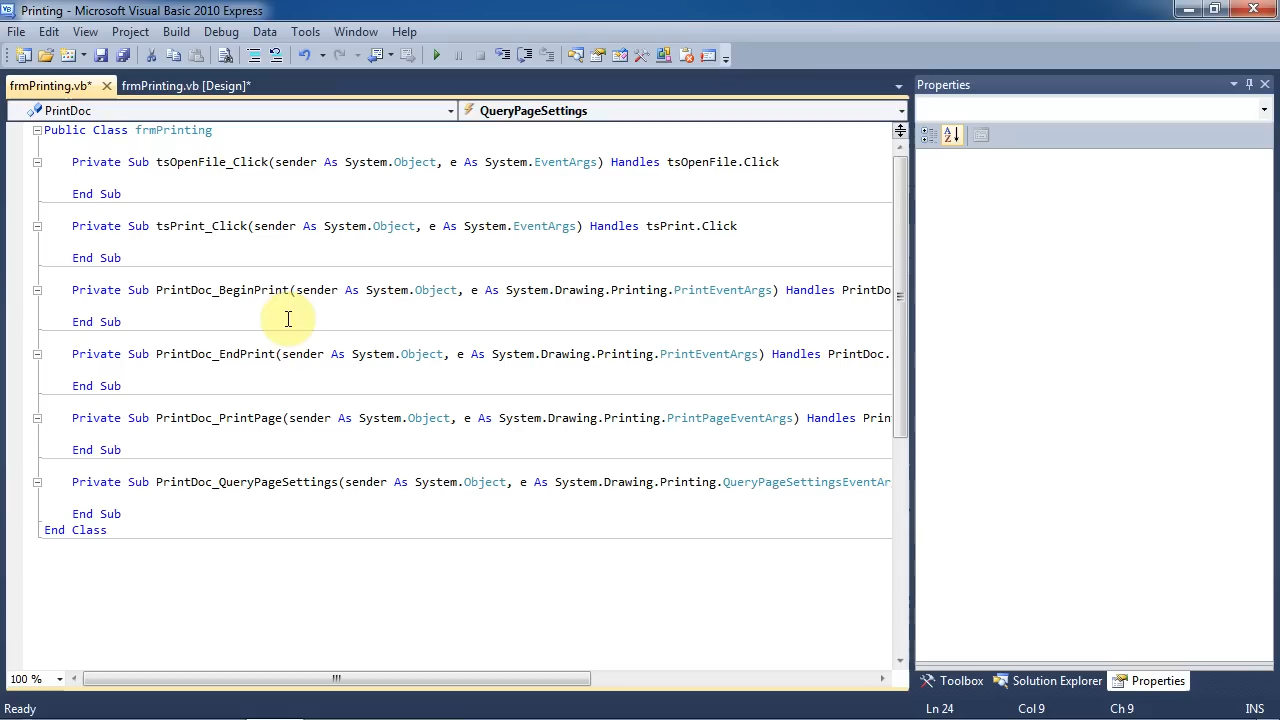 Printing - Microsoft Visual Basic 2010 Express
File Edit View Project Build Debug Data Tools Window Help
frmPrinting.vb* frmPrinting.vb [Design]*
PrintDoc QueryPageSettings
Public Class frmPrinting
Private Sub tsOpenFile_Click(sender As System.Object, e As System.EventArgs) Handles tsOpenFile.Click
End Sub
Private Sub tsPrint_Click(sender As System.Object, e As System.EventArgs) Handles tsPrint.Click
End Sub
Private Sub PrintDoc_BeginPrint(sender As System.Object, e As System.Drawing.Printing.PrintEventArgs) Handles PrintDo
End Sub
Private Sub PrintDoc_EndPrint(sender As System.Object, e As System.Drawing.Printing.PrintEventArgs) Handles PrintDoc.
End Sub
Private Sub PrintDoc_PrintPage(sender As System.Object, e As System.Drawing.Printing.PrintPageEventArgs) Handles Prin
End Sub
Private Sub PrintDoc_QueryPageSettings(sender As System.Object, e As System.Drawing.Printing.QueryPageSettingsEventAr
End Sub
End Class
100 %
Properties
Toolbox Solution Explorer Properties
Ready Ln 24 Col 9 Ch 9 INS